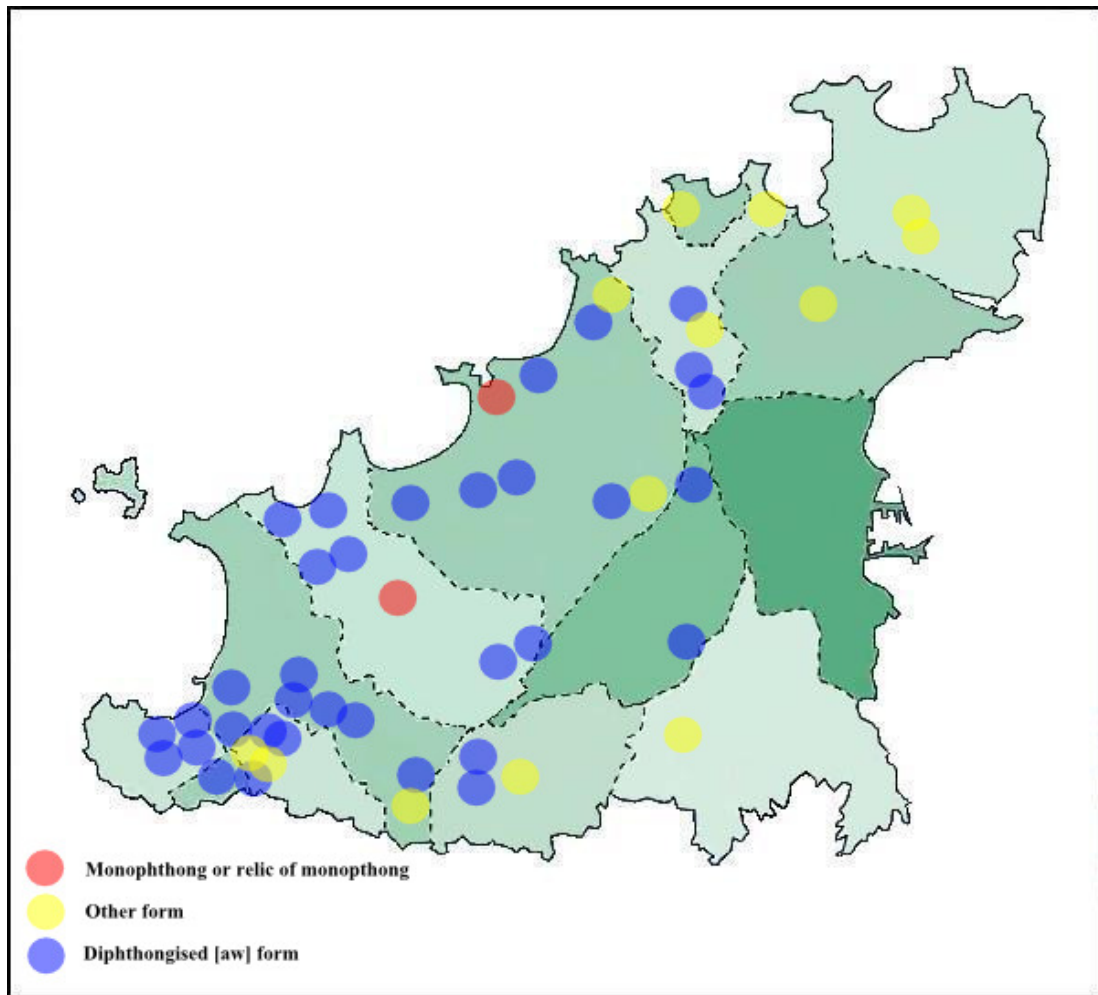 Monophthong or relic of monopthong
Other form
Diphthongised [aw] form